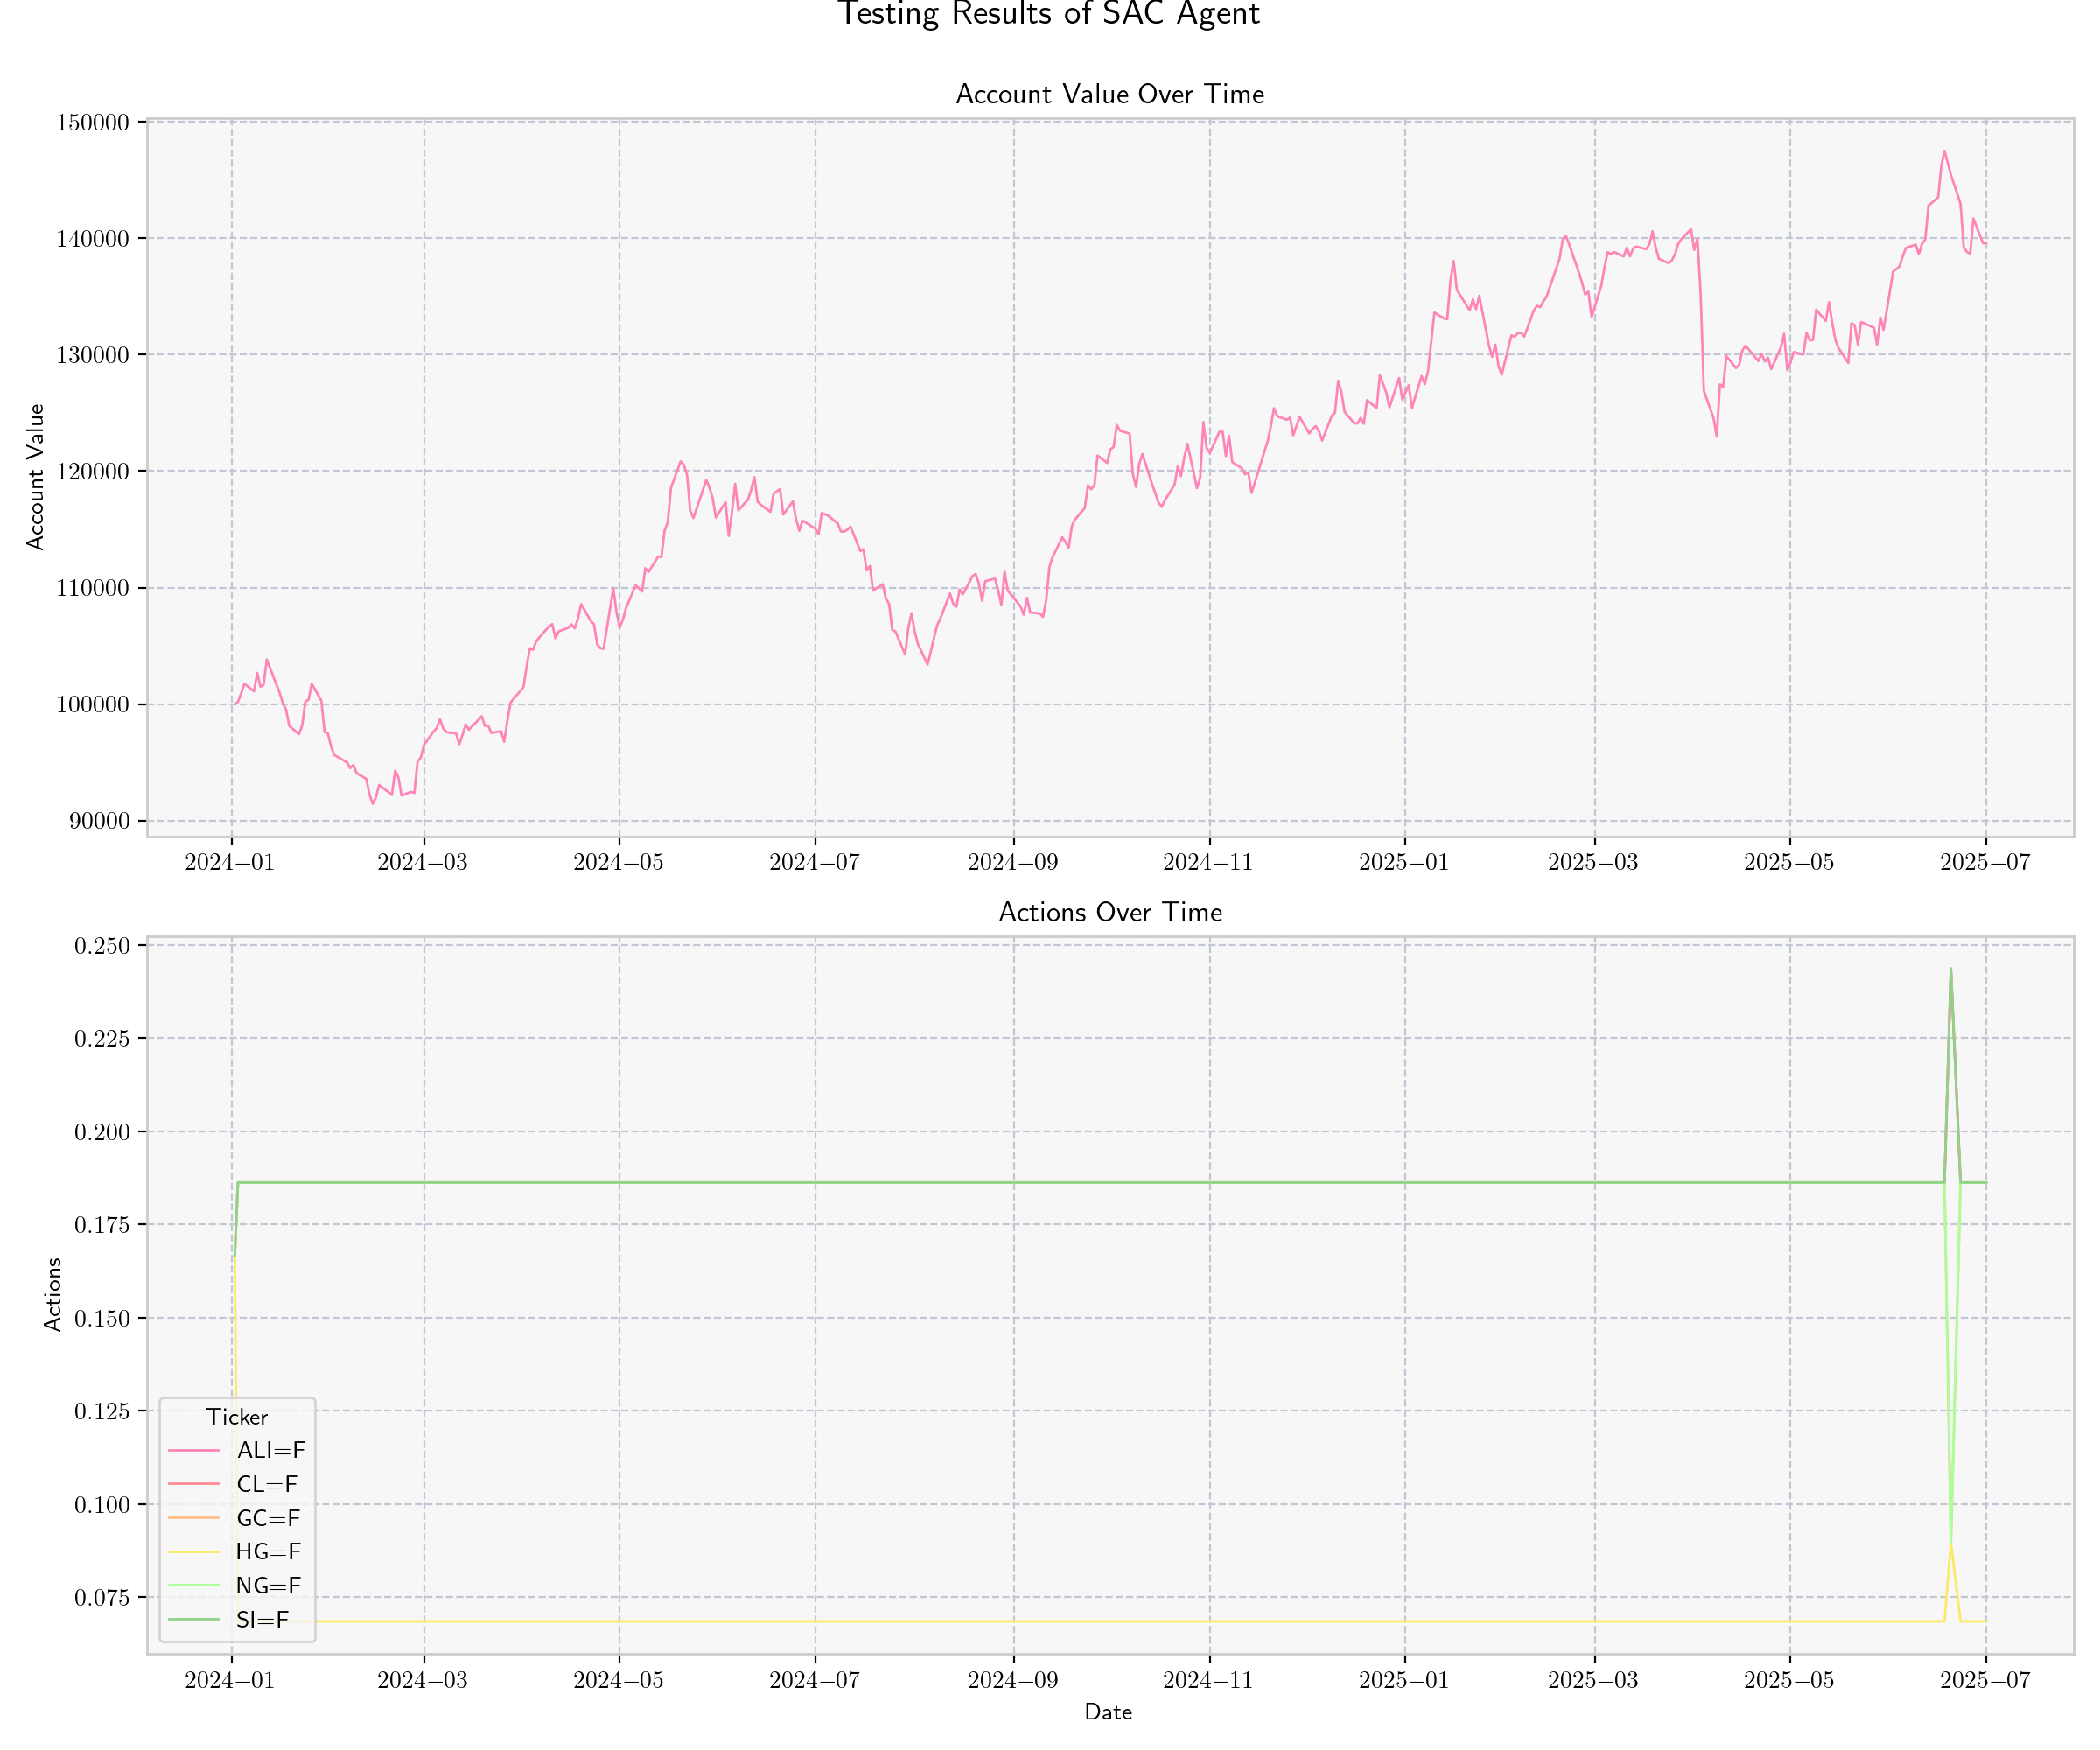 Testing Results of SAC Agent
Account Value Over Time
150000
140000
130000
120000
110000
100000
90000
Account Value
2024–01 2024–03 2024–05 2024–07 2024–09 2024–11 2025–01 2025–03 2025–05 2025–07
Actions Over Time
0.250
0.225
0.200
0.175
0.150
0.125
0.100
0.075
Actions
Ticker
ALI=F
CL=F
GC=F
HG=F
NG=F
SI=F
2024–01 2024–03 2024–05 2024–07 2024–09 2024–11 2025–01 2025–03 2025–05 2025–07
Date